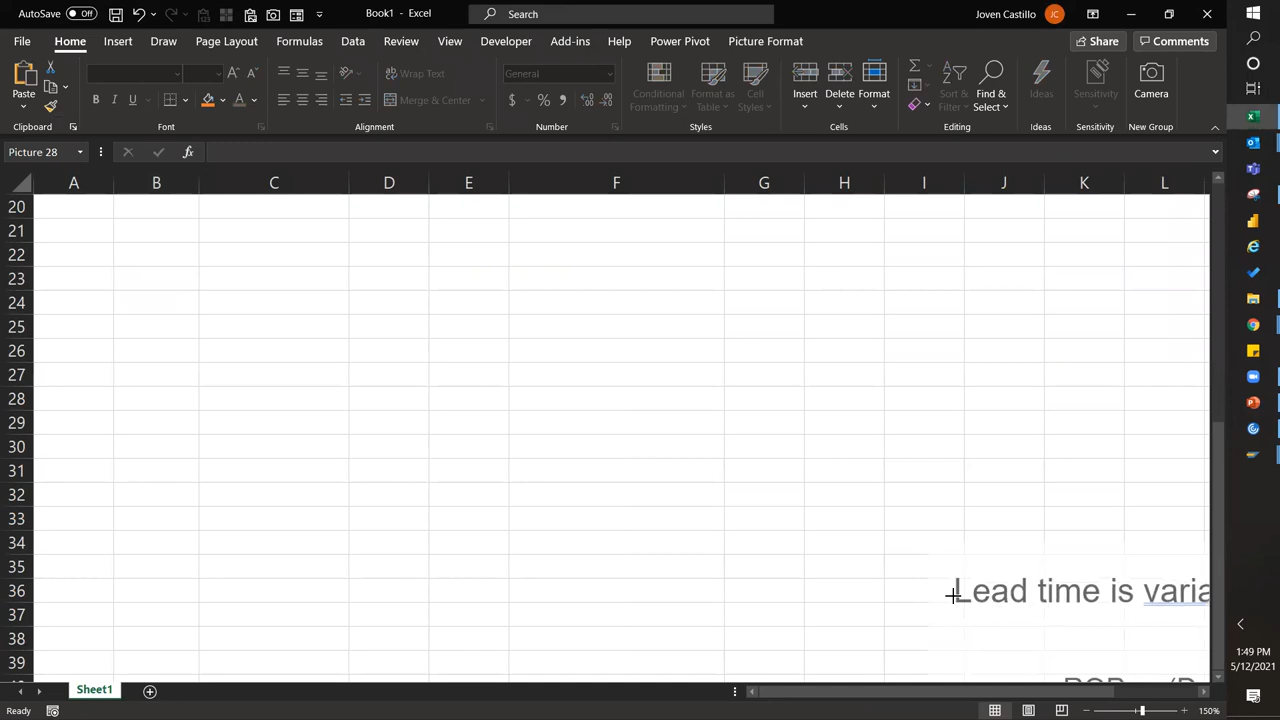 AutoSave Off Book1 - Excel Search Joven Castillo JC
File Home Insert Draw Page Layout Formulas Data Review View Developer Add-ins Help Power Pivot Picture Format Share Comments
Paste Wrap Text General Conditional Formatting Format as Table Cell Styles Insert Delete Format Sort & Filter Find & Select Ideas Sensitivity Camera
B I U Merge & Center $ %
Clipboard Font Alignment Number Styles Cells Editing Ideas Sensitivity New Group
Picture 28 fx
A B C D E F G H I J K L
20
21
22
23
24
25
26
27
28
29
30
31
32
33
34
35
36 Lead time is varia
37
38
39
Sheet1
Ready 150%
1:49 PM
5/12/2021